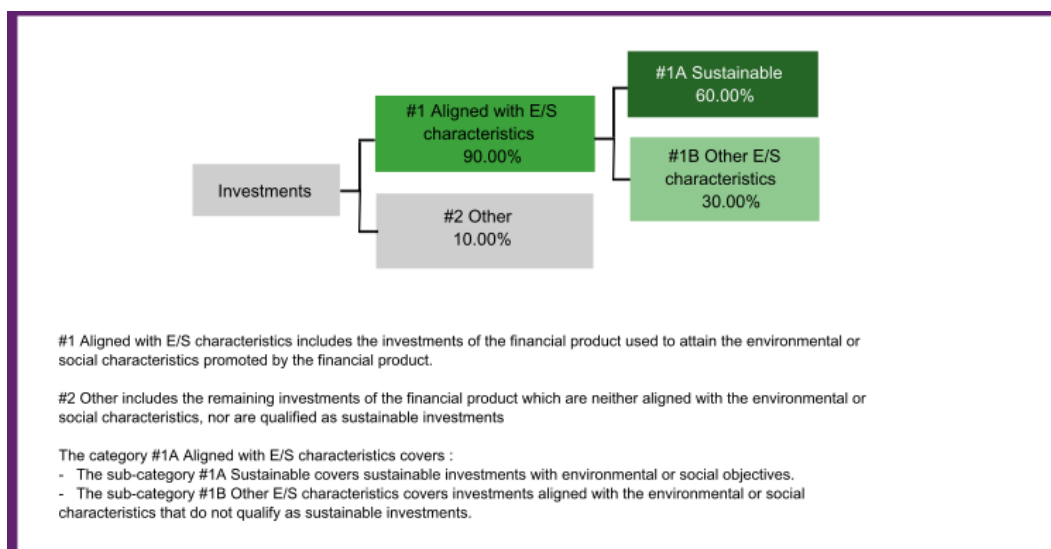 #1A Sustainable
60.00%
#1 Aligned with E/S
characteristics
90.00%
#1B Other E/S
characteristics
30.00%
Investments
#2 Other
10.00%
#1 Aligned with E/S characteristics includes the investments of the financial product used to attain the environmental or
social characteristics promoted by the financial product.
#2 Other includes the remaining investments of the financial product which are neither aligned with the environmental or
social characteristics, nor are qualified as sustainable investments
The category #1A Aligned with E/S characteristics covers :
- The sub-category #1A Sustainable covers sustainable investments with environmental or social objectives.
- The sub-category #1B Other E/S characteristics covers investments aligned with the environmental or social
characteristics that do not qualify as sustainable investments.